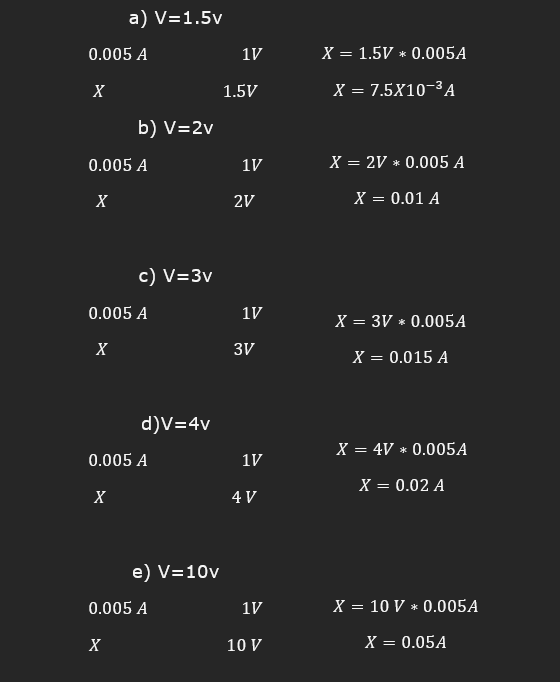 a) V=1.5v
0.005 A 1V X = 1.5V ∗ 0.005A
X 1.5V X = 7.5X10⁻³A
b) V=2v
0.005 A 1V X = 2V ∗ 0.005 A
X 2V X = 0.01 A
c) V=3v
0.005 A 1V X = 3V ∗ 0.005A
X 3V X = 0.015 A
d)V=4v
0.005 A 1V X = 4V ∗ 0.005A
X 4 V X = 0.02 A
e) V=10v
0.005 A 1V X = 10 V ∗ 0.005A
X 10 V X = 0.05A